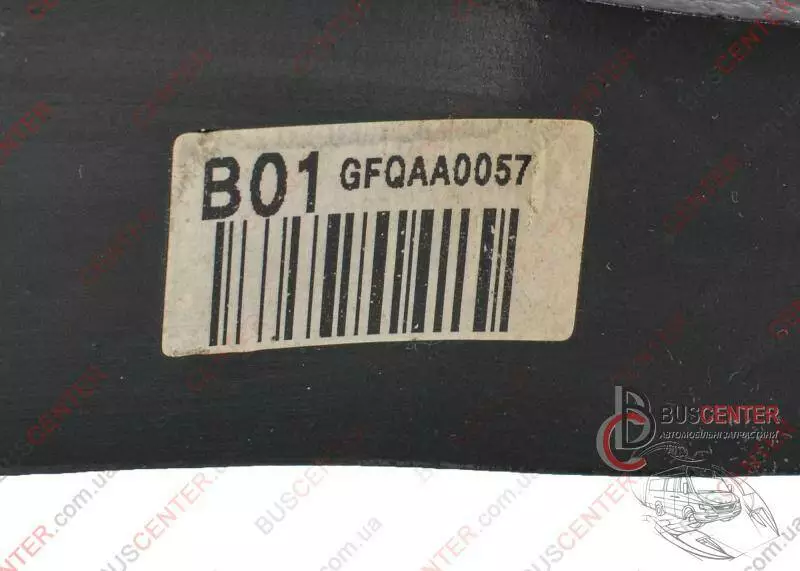 B01 GFQAA0057
BUSCENTER
АВТОМОБІЛЬНІ ЗАПЧАСТИНИ
BUSCENTER.com.ua